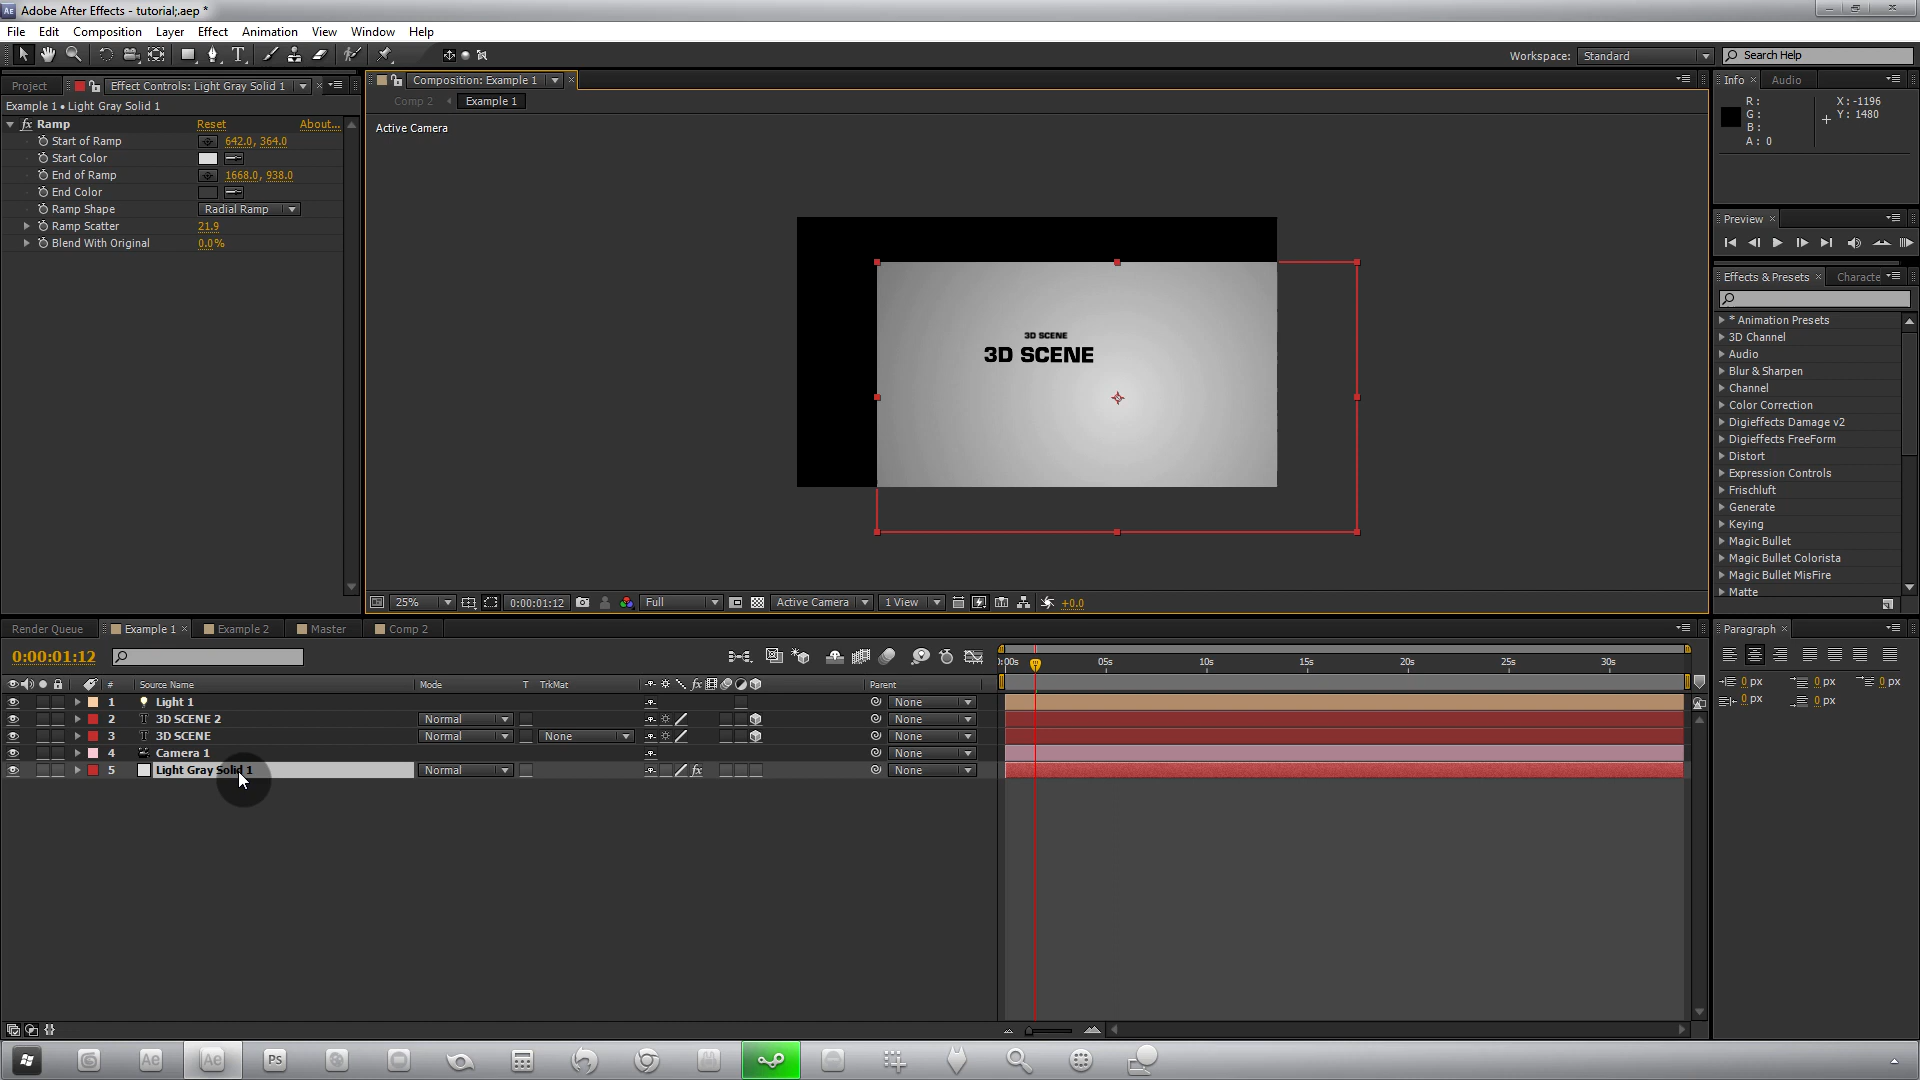 Adobe After Effects - tutorial;.aep *
File Edit Composition Layer Effect Animation View Window Help
Workspace: Standard Search Help
Project Effect Controls: Light Gray Solid 1
Composition: Example 1
Info Audio
Example 1 • Light Gray Solid 1
Comp 2 Example 1
Ramp Reset About...
Start of Ramp 642.0, 364.0
Start Color
End of Ramp 1668.0, 938.0
End Color
Ramp Shape Radial Ramp
Ramp Scatter 21.9
Blend With Original 0.0%
Active Camera
3D SCENE
3D SCENE
R: X: -1196
G: Y: 1480
B:
A: 0
Preview
Effects & Presets Characte
* Animation Presets
3D Channel
Audio
Blur & Sharpen
Channel
Color Correction
Digieffects Damage v2
Digieffects FreeForm
Distort
Expression Controls
Frischluft
Generate
Keying
Magic Bullet
Magic Bullet Colorista
Magic Bullet MisFire
Matte
25% 0:00:01:12 Full Active Camera 1 View +0.0
Render Queue Example 1 Example 2 Master Comp 2
0:00:01:12
0:00s 05s 10s 15s 20s 25s 30s
# Source Name Mode T TrkMat Parent
1 Light 1 None
2 3D SCENE 2 Normal None
3 3D SCENE Normal None None
4 Camera 1 None
5 Light Gray Solid 1 Normal None
Paragraph
0 px 0 px 0 px
0 px 0 px
Ae Ae Ps